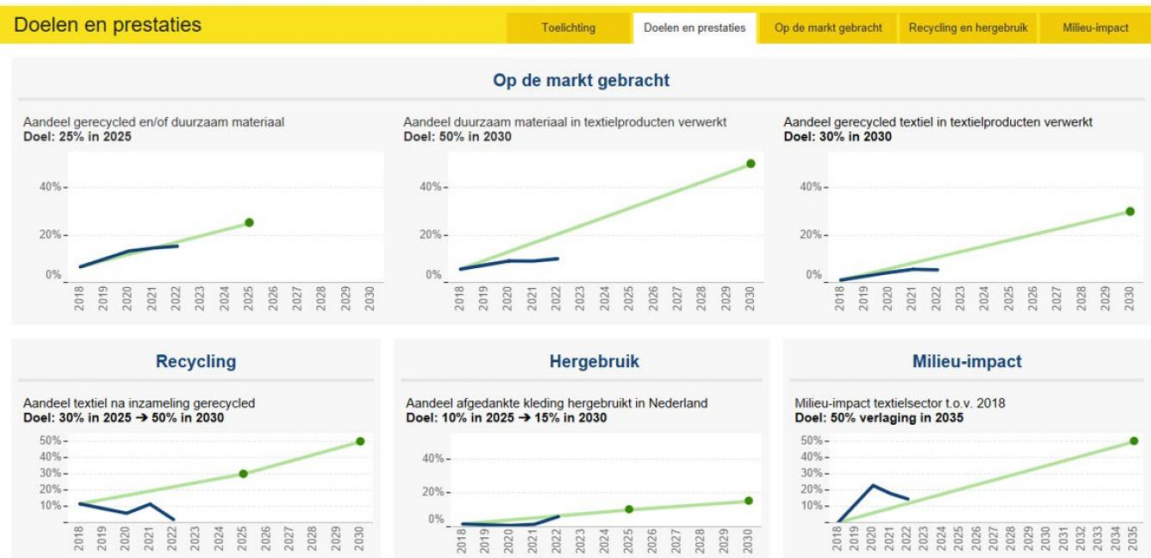 Doelen en prestaties
Toelichting
Doelen en prestaties
Op de markt gebracht
Recycling en hergebruik
Milieu-impact
Op de markt gebracht
Aandeel gerecycled en/of duurzaam materiaal
Doel: 25% in 2025
40%
20%
0%
2018 2019 2020 2021 2022 2023 2024 2025 2026 2027 2028 2029 2030
Aandeel duurzaam materiaal in textielproducten verwerkt
Doel: 50% in 2030
40%
20%
0%
2018 2019 2020 2021 2022 2023 2024 2025 2026 2027 2028 2029 2030
Aandeel gerecycled textiel in textielproducten verwerkt
Doel: 30% in 2030
40%
20%
0%
2018 2019 2020 2021 2022 2023 2024 2025 2026 2027 2028 2029 2030
Recycling
Aandeel textiel na inzameling gerecycled
Doel: 30% in 2025 ➔ 50% in 2030
50%
40%
30%
20%
10%
2018 2019 2020 2021 2022 2023 2024 2025 2026 2027 2028 2029 2030
Hergebruik
Aandeel afgedankte kleding hergebruikt in Nederland
Doel: 10% in 2025 ➔ 15% in 2030
40%
20%
0%
2018 2019 2020 2021 2022 2023 2024 2025 2026 2027 2028 2029 2030
Milieu-impact
Milieu-impact textielsector t.o.v. 2018
Doel: 50% verlaging in 2035
50%
40%
30%
20%
10%
2018 2019 2020 2021 2022 2023 2024 2025 2026 2027 2028 2029 2030 2031 2032 2033 2034 2035